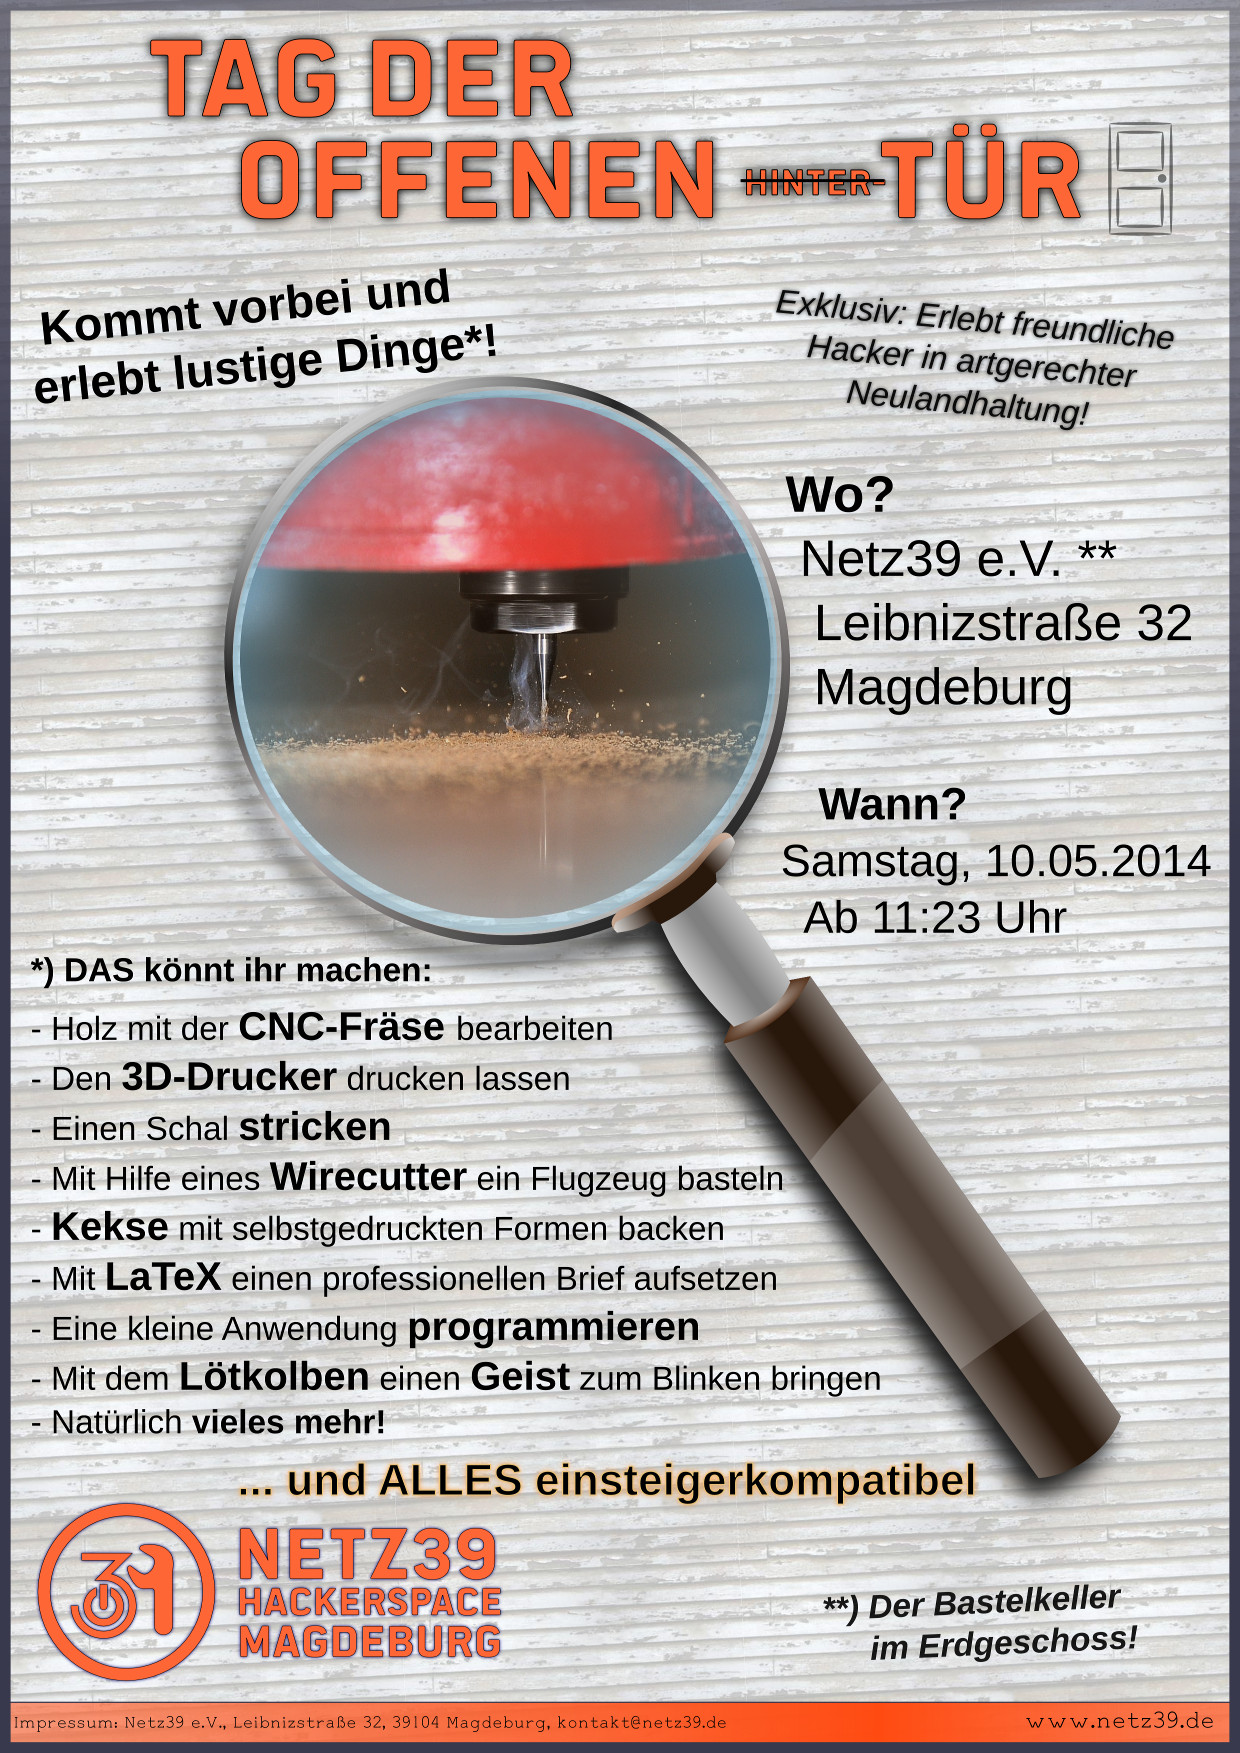 TAG DER
OFFENEN HINTER-TÜR
Kommt vorbei und
erlebt lustige Dinge*!
Exklusiv: Erlebt freundliche
Hacker in artgerechter
Neulandhaltung!
Wo?
Netz39 e.V. **
Leibnizstraße 32
Magdeburg
Wann?
Samstag, 10.05.2014
Ab 11:23 Uhr
*) DAS könnt ihr machen:
- Holz mit der CNC-Fräse bearbeiten
- Den 3D-Drucker drucken lassen
- Einen Schal stricken
- Mit Hilfe eines Wirecutter ein Flugzeug basteln
- Kekse mit selbstgedruckten Formen backen
- Mit LaTeX einen professionellen Brief aufsetzen
- Eine kleine Anwendung programmieren
- Mit dem Lötkolben einen Geist zum Blinken bringen
- Natürlich vieles mehr!
... und ALLES einsteigerkompatibel
39
NETZ39
HACKERSPACE
MAGDEBURG
**) Der Bastelkeller
im Erdgeschoss!
Impressum: Netz39 e.V., Leibnizstraße 32, 39104 Magdeburg, kontakt@netz39.de
www.netz39.de